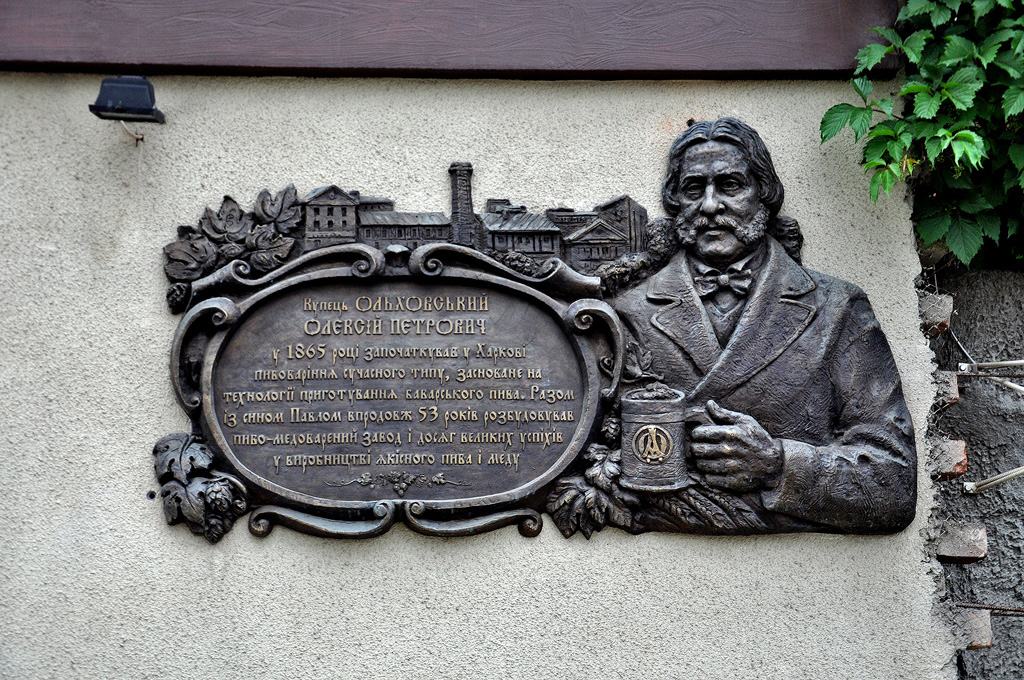 Купець ОЛЬХОВСЬКИЙ
ОЛЕКСІЙ ПЕТРОВИЧ
у 1865 році започаткував у Харкові
пивоваріння сучасного типу, засноване на
технології приготування баварського пива. Разом
із сином Павлом впродовж 53 років розбудовував
пиво-медоварений завод і досяг великих успіхів
у виробництві якісного пива і меду